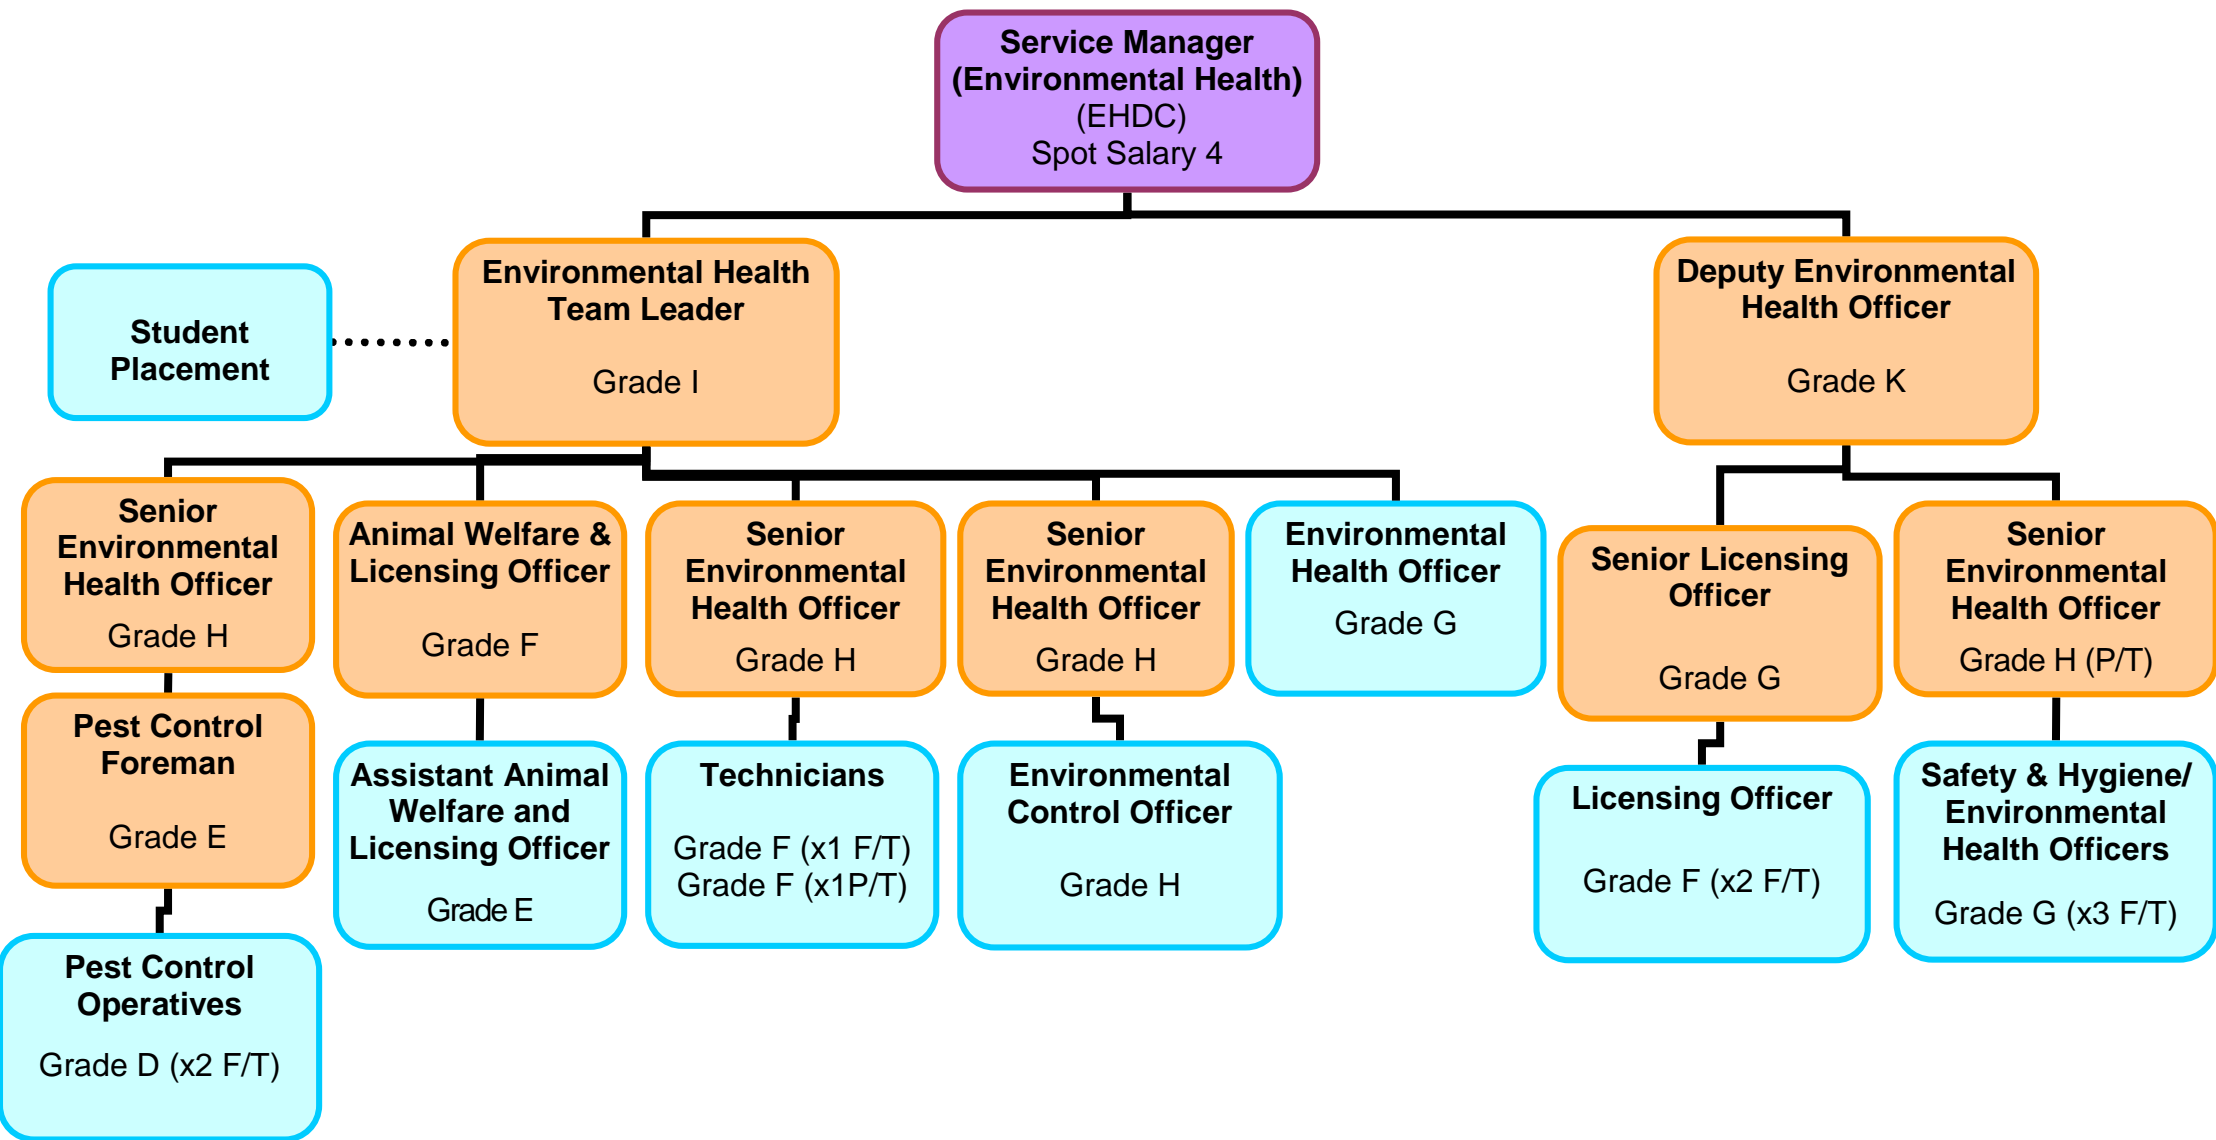 Service Manager
(Environmental Health)
(EHDC)
Spot Salary 4
Student
Placement
Environmental Health
Team Leader
Grade I
Deputy Environmental
Health Officer
Grade K
Senior
Environmental
Health Officer
Grade H
Animal Welfare &
Licensing Officer
Grade F
Senior
Environmental
Health Officer
Grade H
Senior
Environmental
Health Officer
Grade H
Environmental
Health Officer
Grade G
Senior Licensing
Officer
Grade G
Senior
Environmental
Health Officer
Grade H (P/T)
Pest Control
Foreman
Grade E
Assistant Animal
Welfare and
Licensing Officer
Grade E
Technicians
Grade F (x1 F/T)
Grade F (x1P/T)
Environmental
Control Officer
Grade H
Licensing Officer
Grade F (x2 F/T)
Safety & Hygiene/
Environmental
Health Officers
Grade G (x3 F/T)
Pest Control
Operatives
Grade D (x2 F/T)